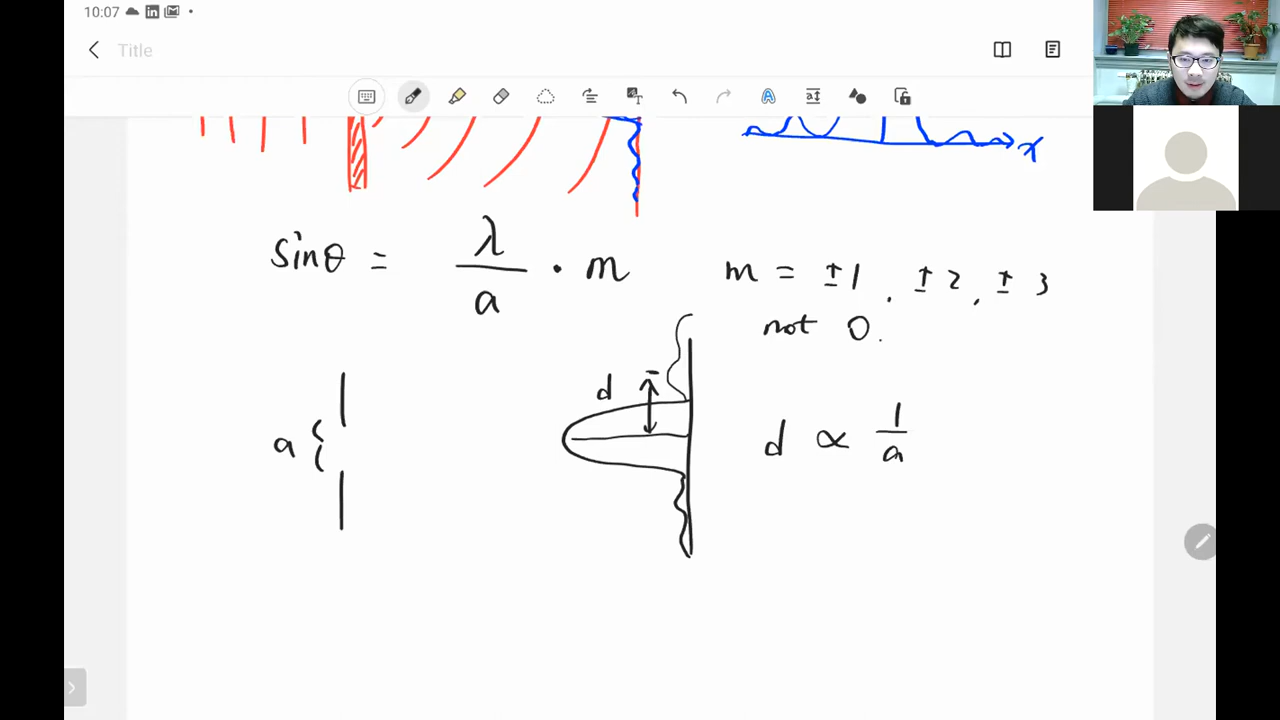 10:07
Title
x
sinθ = λ/a · m
m = ±1, ±2, ±3
not 0.
d
a
d ∝ 1/a